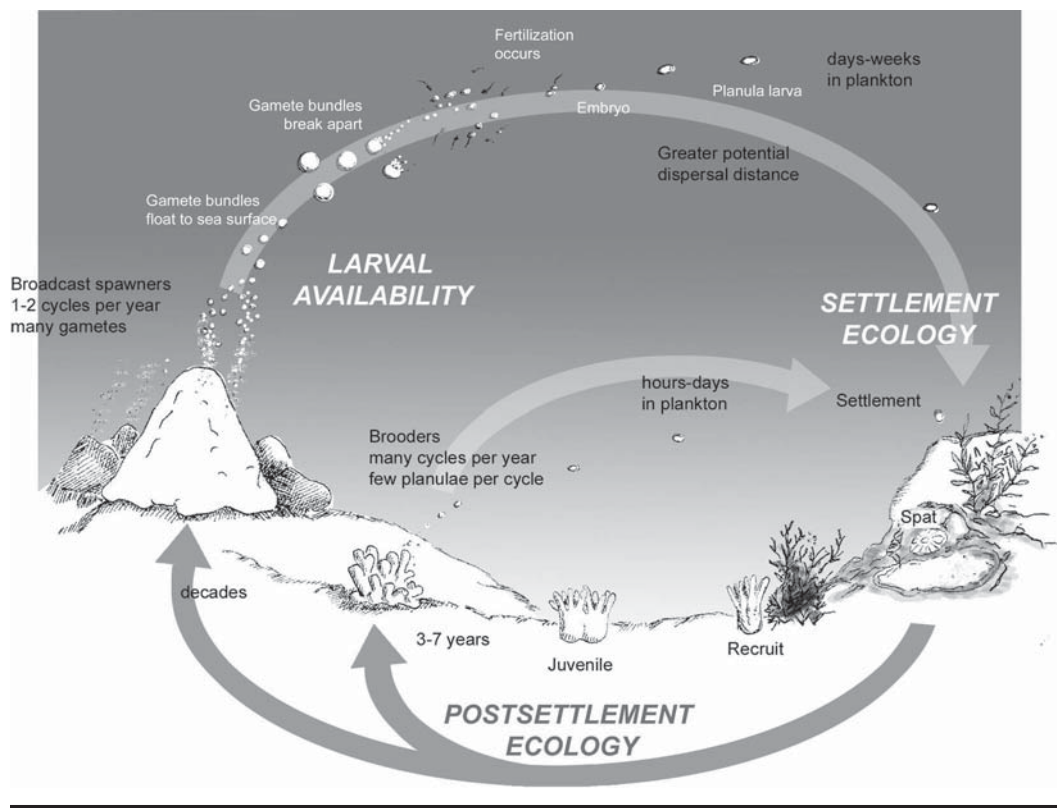 Fertilization
occurs
days-weeks
in plankton
Planula larva
Gamete bundles
break apart
Embryo
Greater potential
dispersal distance
Gamete bundles
float to sea surface
LARVAL
AVAILABILITY
Broadcast spawners
1-2 cycles per year
many gametes
SETTLEMENT
ECOLOGY
hours-days
in plankton
Settlement
Brooders
many cycles per year
few planulae per cycle
Spat
decades
3-7 years
Juvenile
Recruit
POSTSETTLEMENT
ECOLOGY